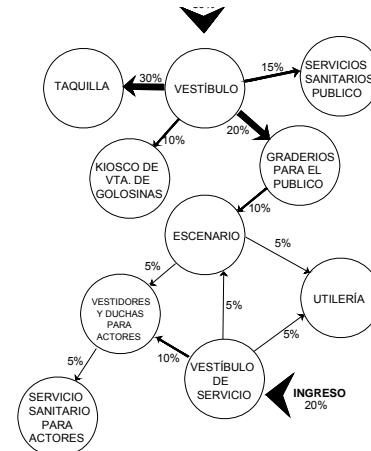 SERVICIOS
SANITARIOS
PUBLICO
15%
TAQUILLA
30%
VESTÍBULO
10%
20%
KIOSCO DE
VTA. DE
GOLOSINAS
GRADERIOS
PARA EL
PUBLICO
10%
ESCENARIO
5%
5%
VESTIDORES
Y DUCHAS
PARA
ACTORES
UTILERÍA
5%
5%
5%
10%
VESTÍBULO
DE
SERVICIO
INGRESO
20%
SERVICIO
SANITARIO
PARA
ACTORES